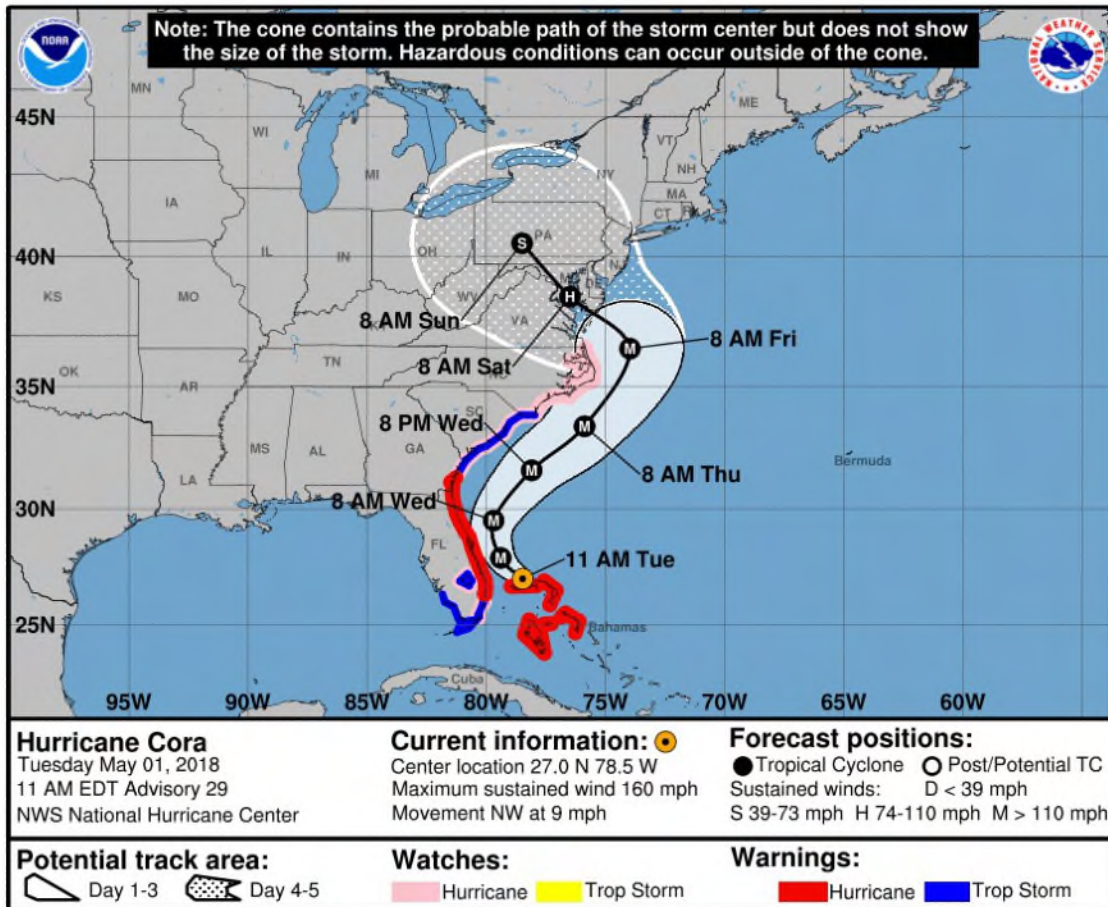 Note: The cone contains the probable path of the storm center but does not show
the size of the storm. Hazardous conditions can occur outside of the cone.
NOAA
NATIONAL WEATHER SERVICE
MN
ME
45N
WI
VT
NH
MI
NY
MA
IA
CT
OH
PA
40N
IL
IN
NJ
DE
KS
MO
WV
8 AM Sun
VA
8 AM Fri
8 AM Sat
TN
NC
OK
35N
AR
SC
8 PM Wed
MS
AL
GA
Bermuda
LA
8 AM Thu
30N
8 AM Wed
FL
11 AM Tue
25N
Bahamas
Cuba
95W
90W
85W
80W
75W
70W
65W
60W
Hurricane Cora
Tuesday May 01, 2018
11 AM EDT Advisory 29
NWS National Hurricane Center
Current information:
Center location 27.0 N 78.5 W
Maximum sustained wind 160 mph
Movement NW at 9 mph
Forecast positions:
Tropical Cyclone Post/Potential TC
Sustained winds: D < 39 mph
S 39-73 mph H 74-110 mph M > 110 mph
Potential track area:
Day 1-3 Day 4-5
Watches:
Hurricane Trop Storm
Warnings:
Hurricane Trop Storm
S
H
M
M
M
M
M